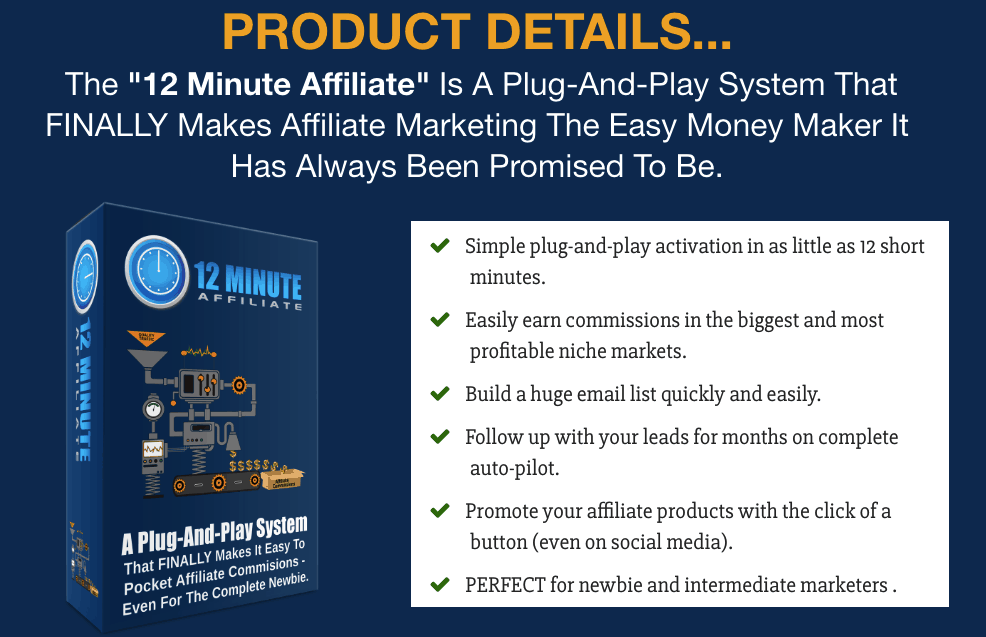 PRODUCT DETAILS...
The "12 Minute Affiliate" Is A Plug-And-Play System That
FINALLY Makes Affiliate Marketing The Easy Money Maker It
Has Always Been Promised To Be.
12 MINUTE
AFFILIATE
12 MINUTE
AFFILIATE
QUALITY
TRAFFIC
$$$$$
Affiliate
Commissions
A Plug-And-Play System
That FINALLY Makes It Easy To
Pocket Affiliate Commisions -
Even For The Complete Newbie.
Simple plug-and-play activation in as little as 12 short
minutes.
Easily earn commissions in the biggest and most
profitable niche markets.
Build a huge email list quickly and easily.
Follow up with your leads for months on complete
auto-pilot.
Promote your affiliate products with the click of a
button (even on social media).
PERFECT for newbie and intermediate marketers .